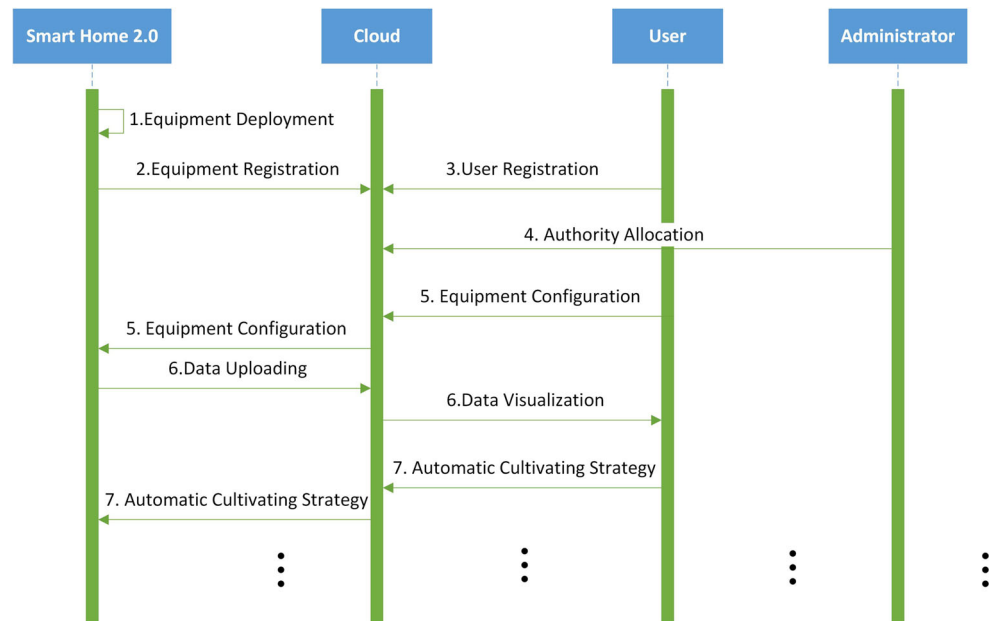 Smart Home 2.0
Cloud
User
Administrator
1.Equipment Deployment
2.Equipment Registration
3.User Registration
4. Authority Allocation
5. Equipment Configuration
5. Equipment Configuration
6.Data Uploading
6.Data Visualization
7. Automatic Cultivating Strategy
7. Automatic Cultivating Strategy